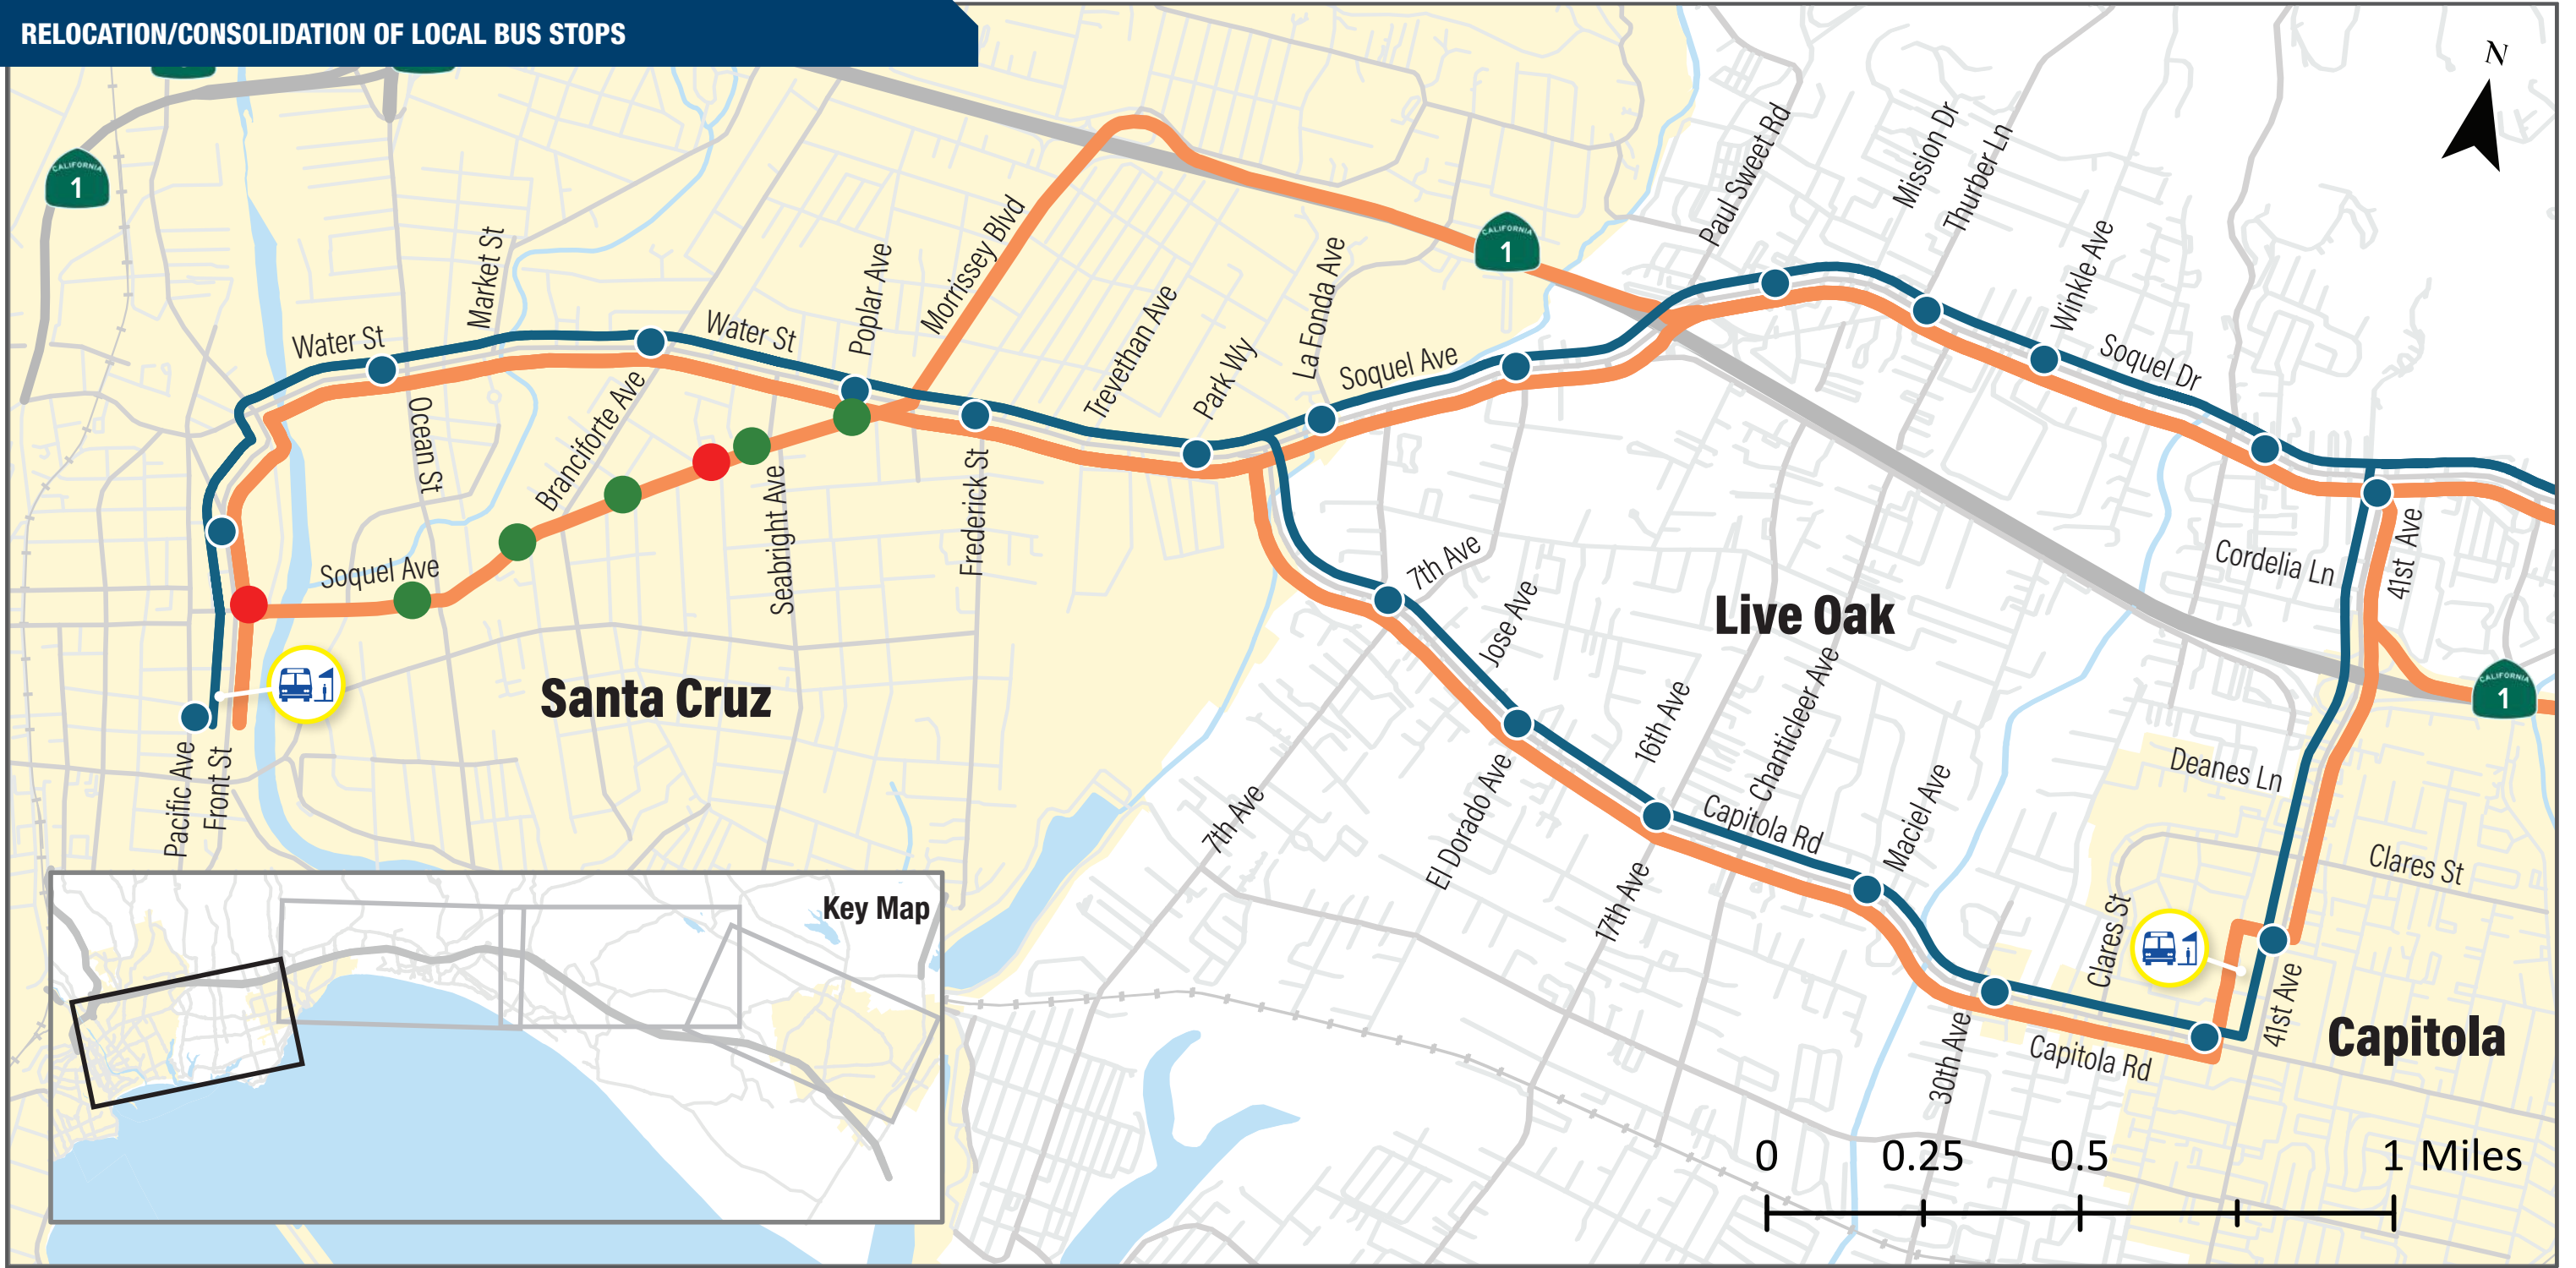 RELOCATION/CONSOLIDATION OF LOCAL BUS STOPS
N
CALIFORNIA
1
Paul Sweet Rd
Mission Dr
Thurber Ln
Morrissey Blvd
CALIFORNIA
1
Market St
Poplar Ave
La Fonda Ave
Winkle Ave
Water St
Water St
Trevethan Ave
Park Wy
Soquel Ave
Soquel Dr
Ocean St
Branciforte Ave
Seabright Ave
Frederick St
Soquel Ave
7th Ave
Cordelia Ln
41st Ave
Jose Ave
Live Oak
Santa Cruz
16th Ave
Chanticleer Ave
CALIFORNIA
1
Pacific Ave
Front St
7th Ave
El Dorado Ave
Capitola Rd
Maciel Ave
Deanes Ln
Clares St
17th Ave
Clares St
Key Map
30th Ave
Capitola Rd
41st Ave
Capitola
0 0.25 0.5 1 Miles